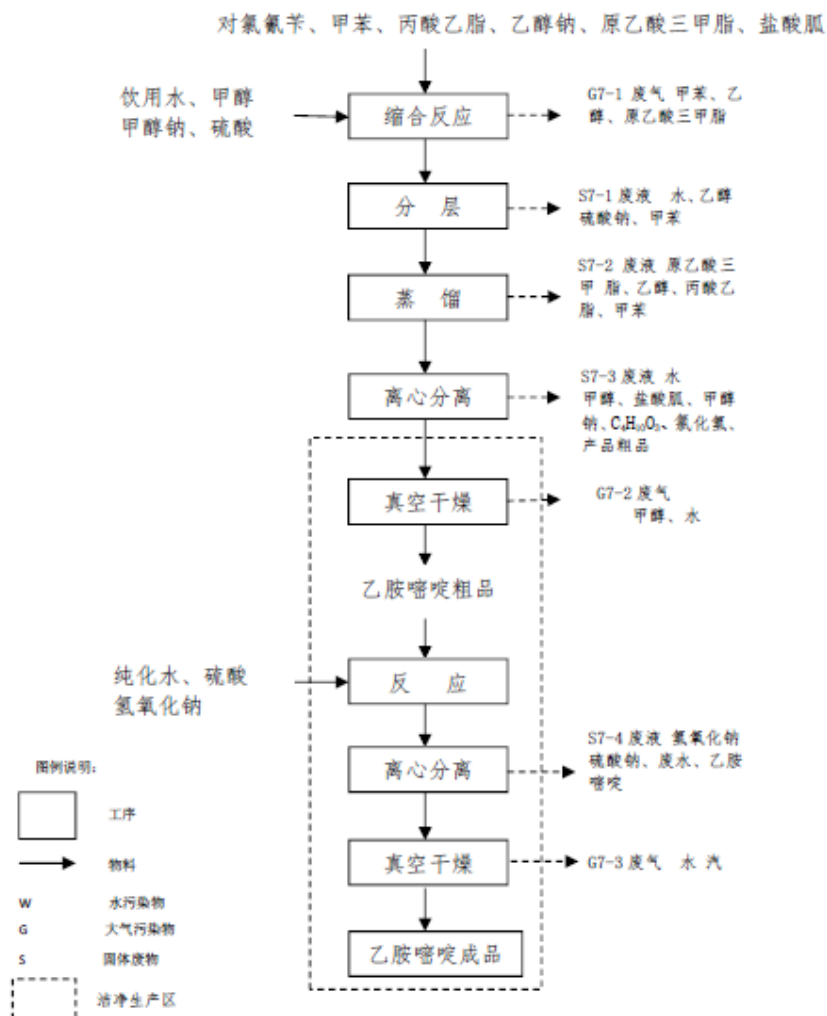 对氯氰苄、甲苯、丙酸乙脂、乙醇钠、原乙酸三甲脂、盐酸胍
饮用水、甲醇
甲醇钠、硫酸
缩合反应
G7-1 废气 甲苯、乙
醇、原乙酸三甲脂
分 层
S7-1 废液 水、乙醇
硫酸钠、甲苯
蒸 馏
S7-2 废液 原乙酸三
甲 脂、乙醇、丙酸乙
脂、甲苯
离心分离
S7-3 废液 水
甲醇、盐酸胍、甲醇
钠、C₄H₁₀O₃、氯化氢、
产品粗品
真空干燥
G7-2 废气
甲醇、水
乙胺嘧啶粗品
纯化水、硫酸
氢氧化钠
反 应
离心分离
S7-4 废液 氢氧化钠
硫酸钠、废水、乙胺
嘧啶
真空干燥
G7-3 废气 水 汽
乙胺嘧啶成品
图例说明：
工序
物料
W 水污染物
G 大气污染物
S 固体废物
洁净生产区